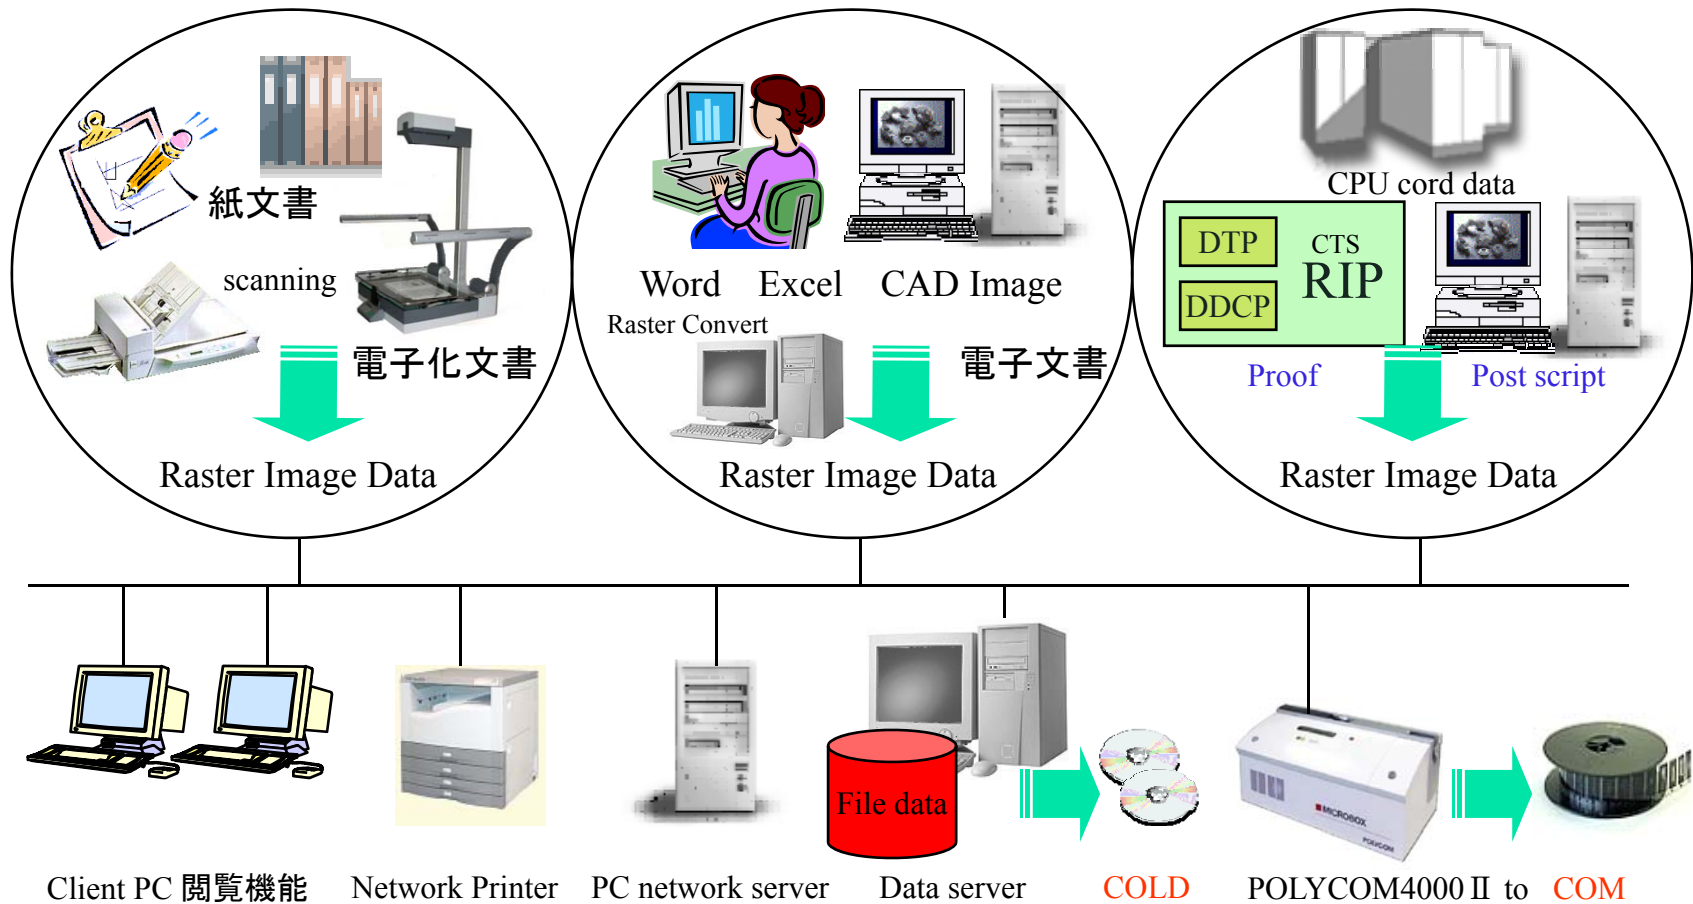 紙文書
scanning
電子化文書
Raster Image Data
Word Excel CAD Image
Raster Convert
電子文書
Raster Image Data
CPU cord data
DTP
CTS
RIP
DDCP
Proof
Post script
Raster Image Data
File data
MICROBOX
POLYCOM
Client PC 閲覧機能
Network Printer
PC network server
Data server
COLD
POLYCOM4000Ⅱ to COM